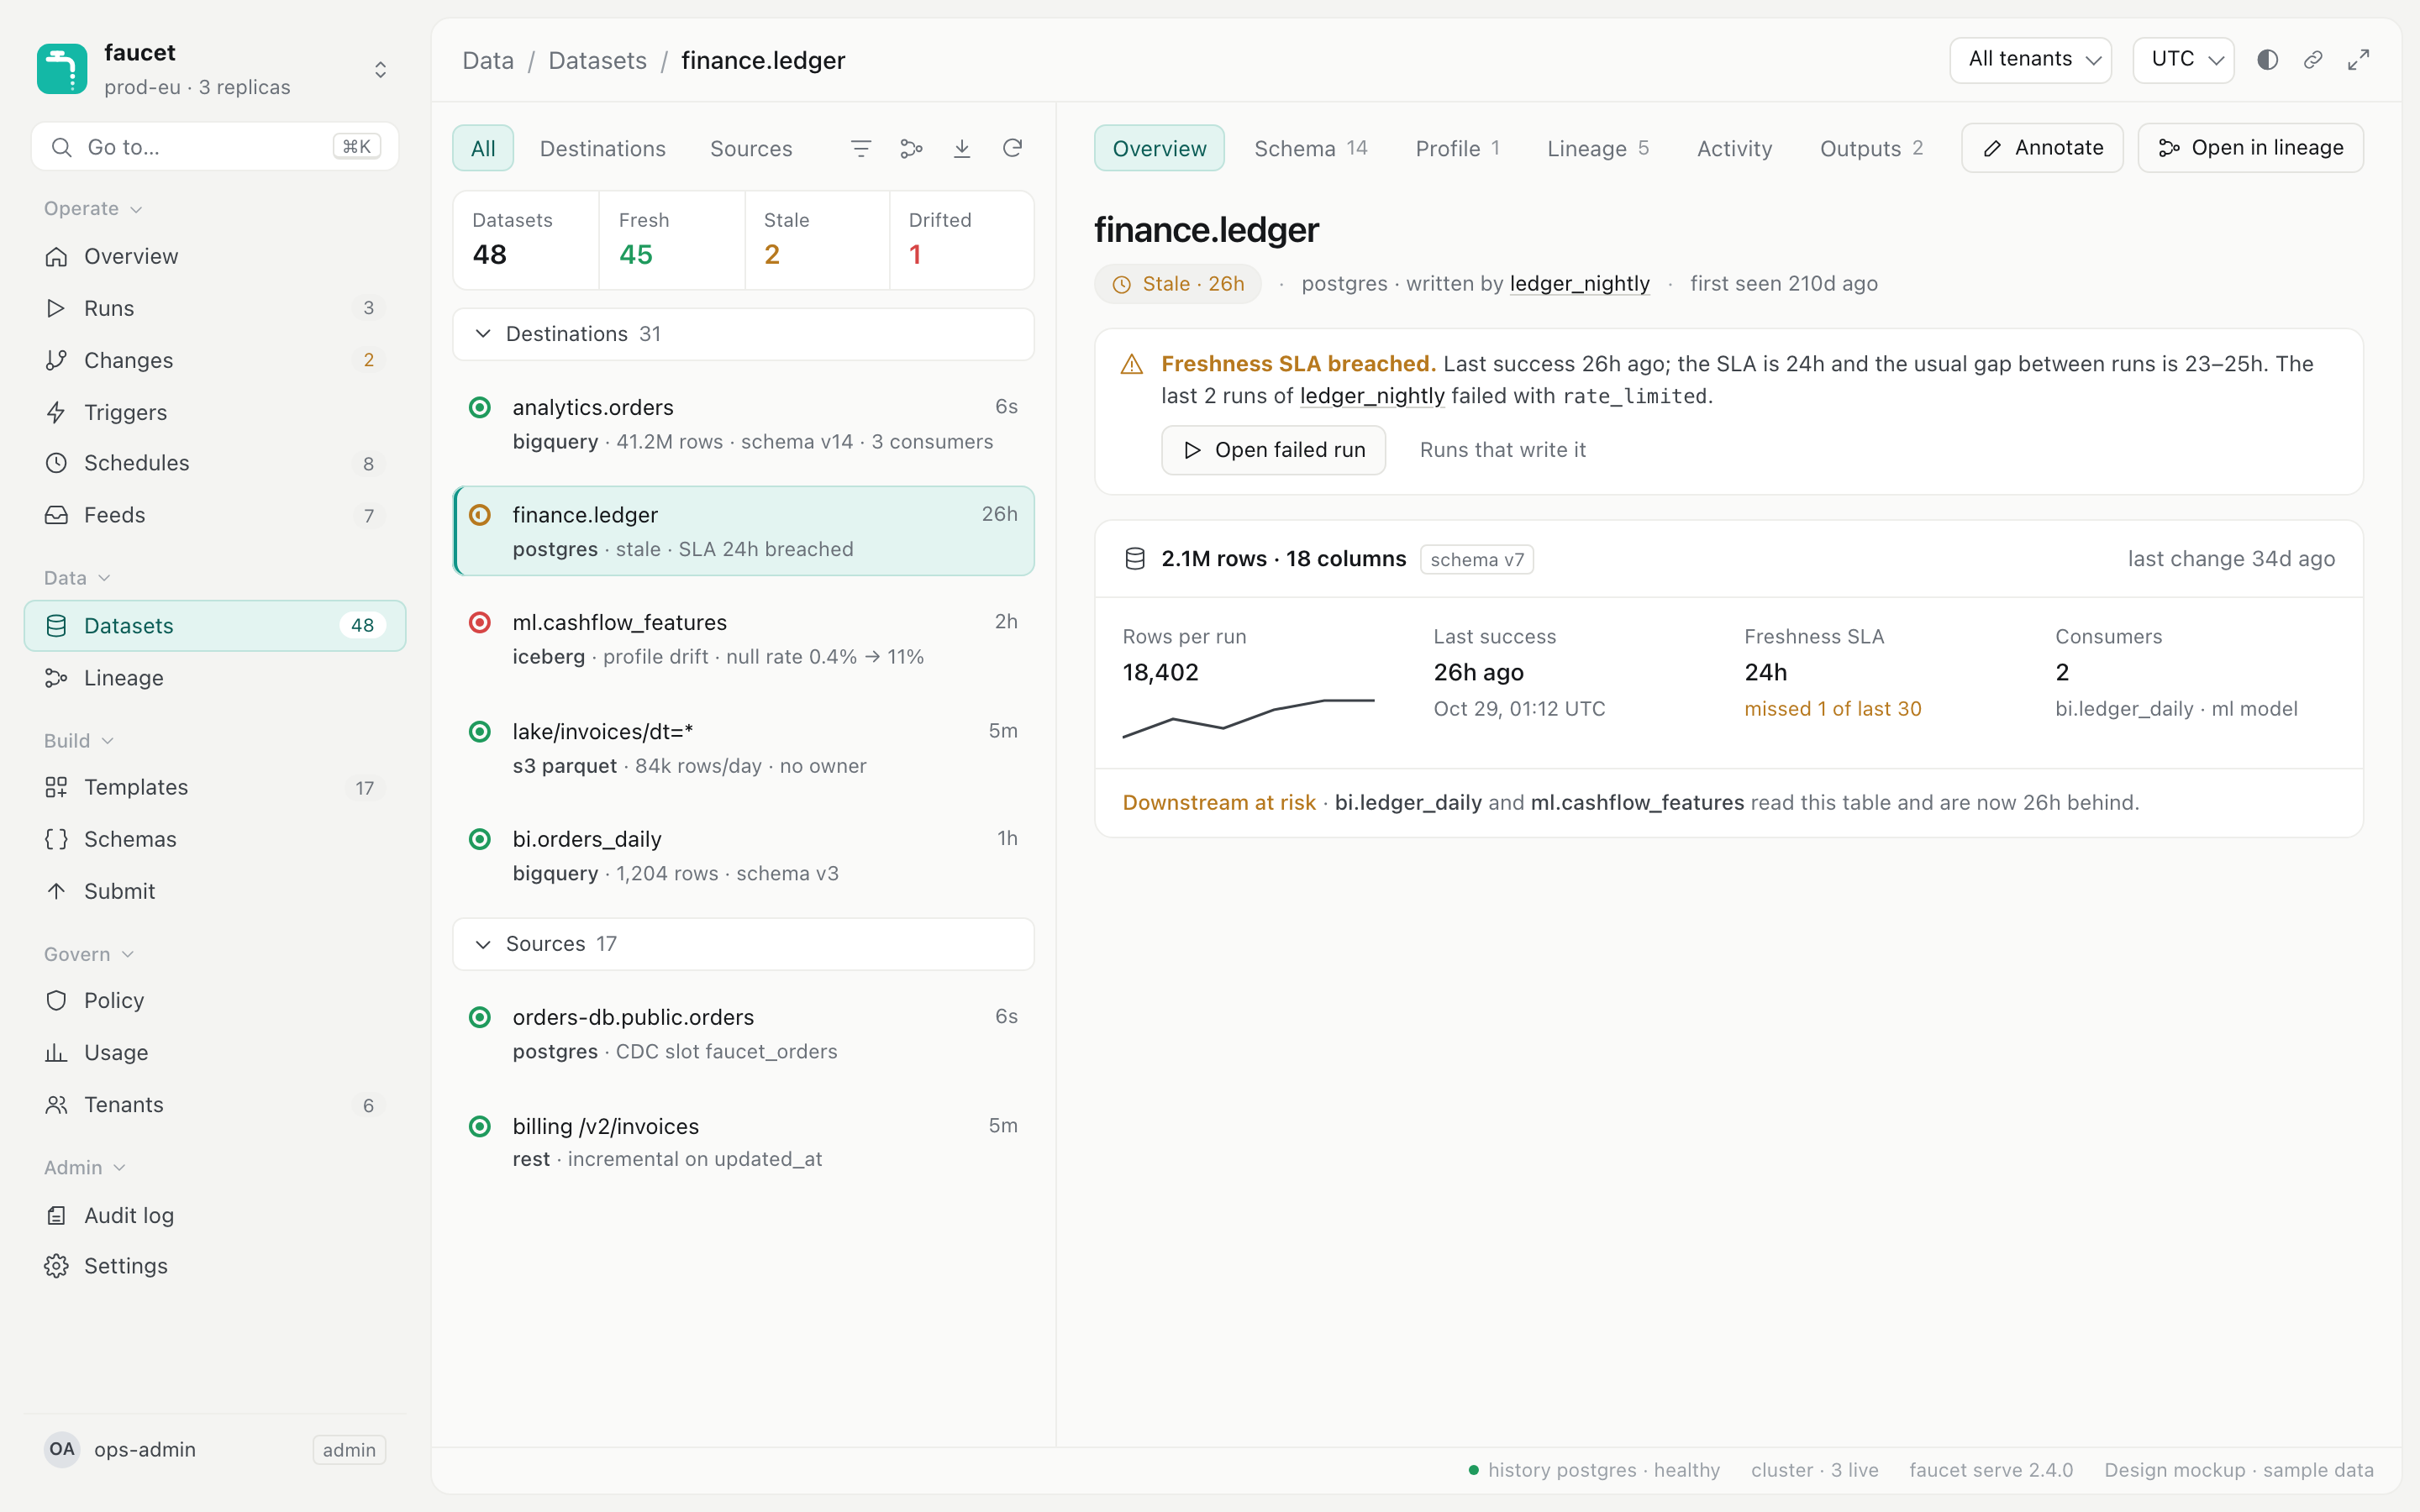 faucet
prod-eu · 3 replicas
Go to...
⌘K
Operate
Overview
Runs 3
Changes 2
Triggers
Schedules 8
Feeds 7
Data
Datasets 48
Lineage
Build
Templates 17
Schemas
Submit
Govern
Policy
Usage
Tenants 6
Admin
Audit log
Settings
OA ops-admin admin
Data / Datasets / finance.ledger
All tenants
UTC
All Destinations Sources
Datasets Fresh Stale Drifted
48 45 2 1
Destinations 31
analytics.orders 6s
bigquery · 41.2M rows · schema v14 · 3 consumers
finance.ledger 26h
postgres · stale · SLA 24h breached
ml.cashflow_features 2h
iceberg · profile drift · null rate 0.4% → 11%
lake/invoices/dt=* 5m
s3 parquet · 84k rows/day · no owner
bi.orders_daily 1h
bigquery · 1,204 rows · schema v3
Sources 17
orders-db.public.orders 6s
postgres · CDC slot faucet_orders
billing /v2/invoices 5m
rest · incremental on updated_at
Overview Schema 14 Profile 1 Lineage 5 Activity Outputs 2 Annotate Open in lineage
finance.ledger
Stale · 26h · postgres · written by ledger_nightly · first seen 210d ago
Freshness SLA breached. Last success 26h ago; the SLA is 24h and the usual gap between runs is 23–25h. The
last 2 runs of ledger_nightly failed with rate_limited.
Open failed run Runs that write it
2.1M rows · 18 columns schema v7 last change 34d ago
Rows per run Last success Freshness SLA Consumers
18,402 26h ago 24h 2
Oct 29, 01:12 UTC missed 1 of last 30 bi.ledger_daily · ml model
Downstream at risk · bi.ledger_daily and ml.cashflow_features read this table and are now 26h behind.
history postgres · healthy cluster · 3 live faucet serve 2.4.0 Design mockup · sample data